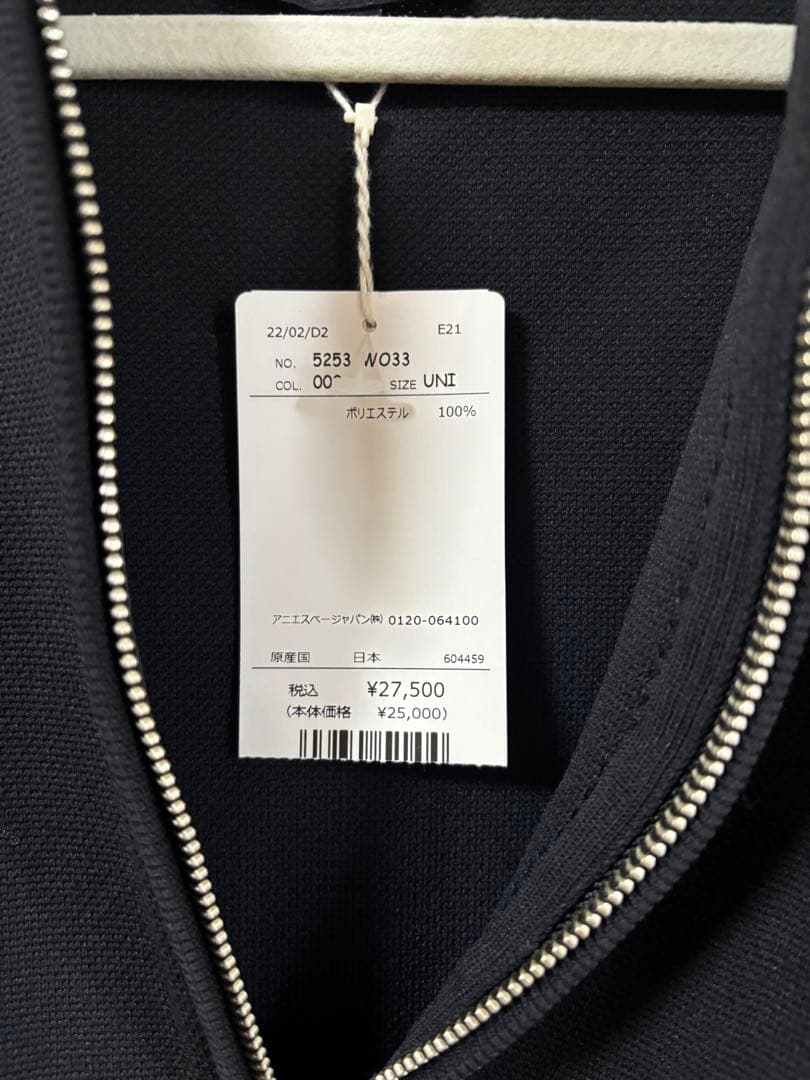 22/02/D2 E21
NO. 5253 WO33
COL. SIZE UNI
ポリエステル 100%
アニエスベージャパン㈱ 0120-064100
原産国 日本 604459
税込 ¥27,500
(本体価格 ¥25,000)